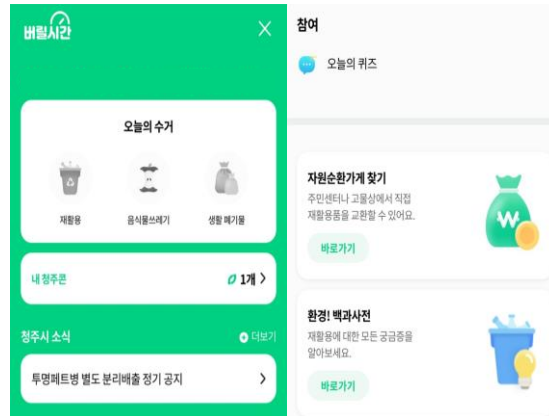 버릴시간
오늘의 수거
재활용
음식물쓰레기
생활 폐기물
내 청주콘
1개
청주시 소식
더보기
투명페트병 별도 분리배출 정기 공지
참여
오늘의 퀴즈
자원순환가게 찾기
주민센터나 고물상에서 직접
재활용품을 교환할 수 있어요.
바로가기
W
환경! 백과사전
재활용에 대한 모든 궁금증을
알아보세요.
바로가기